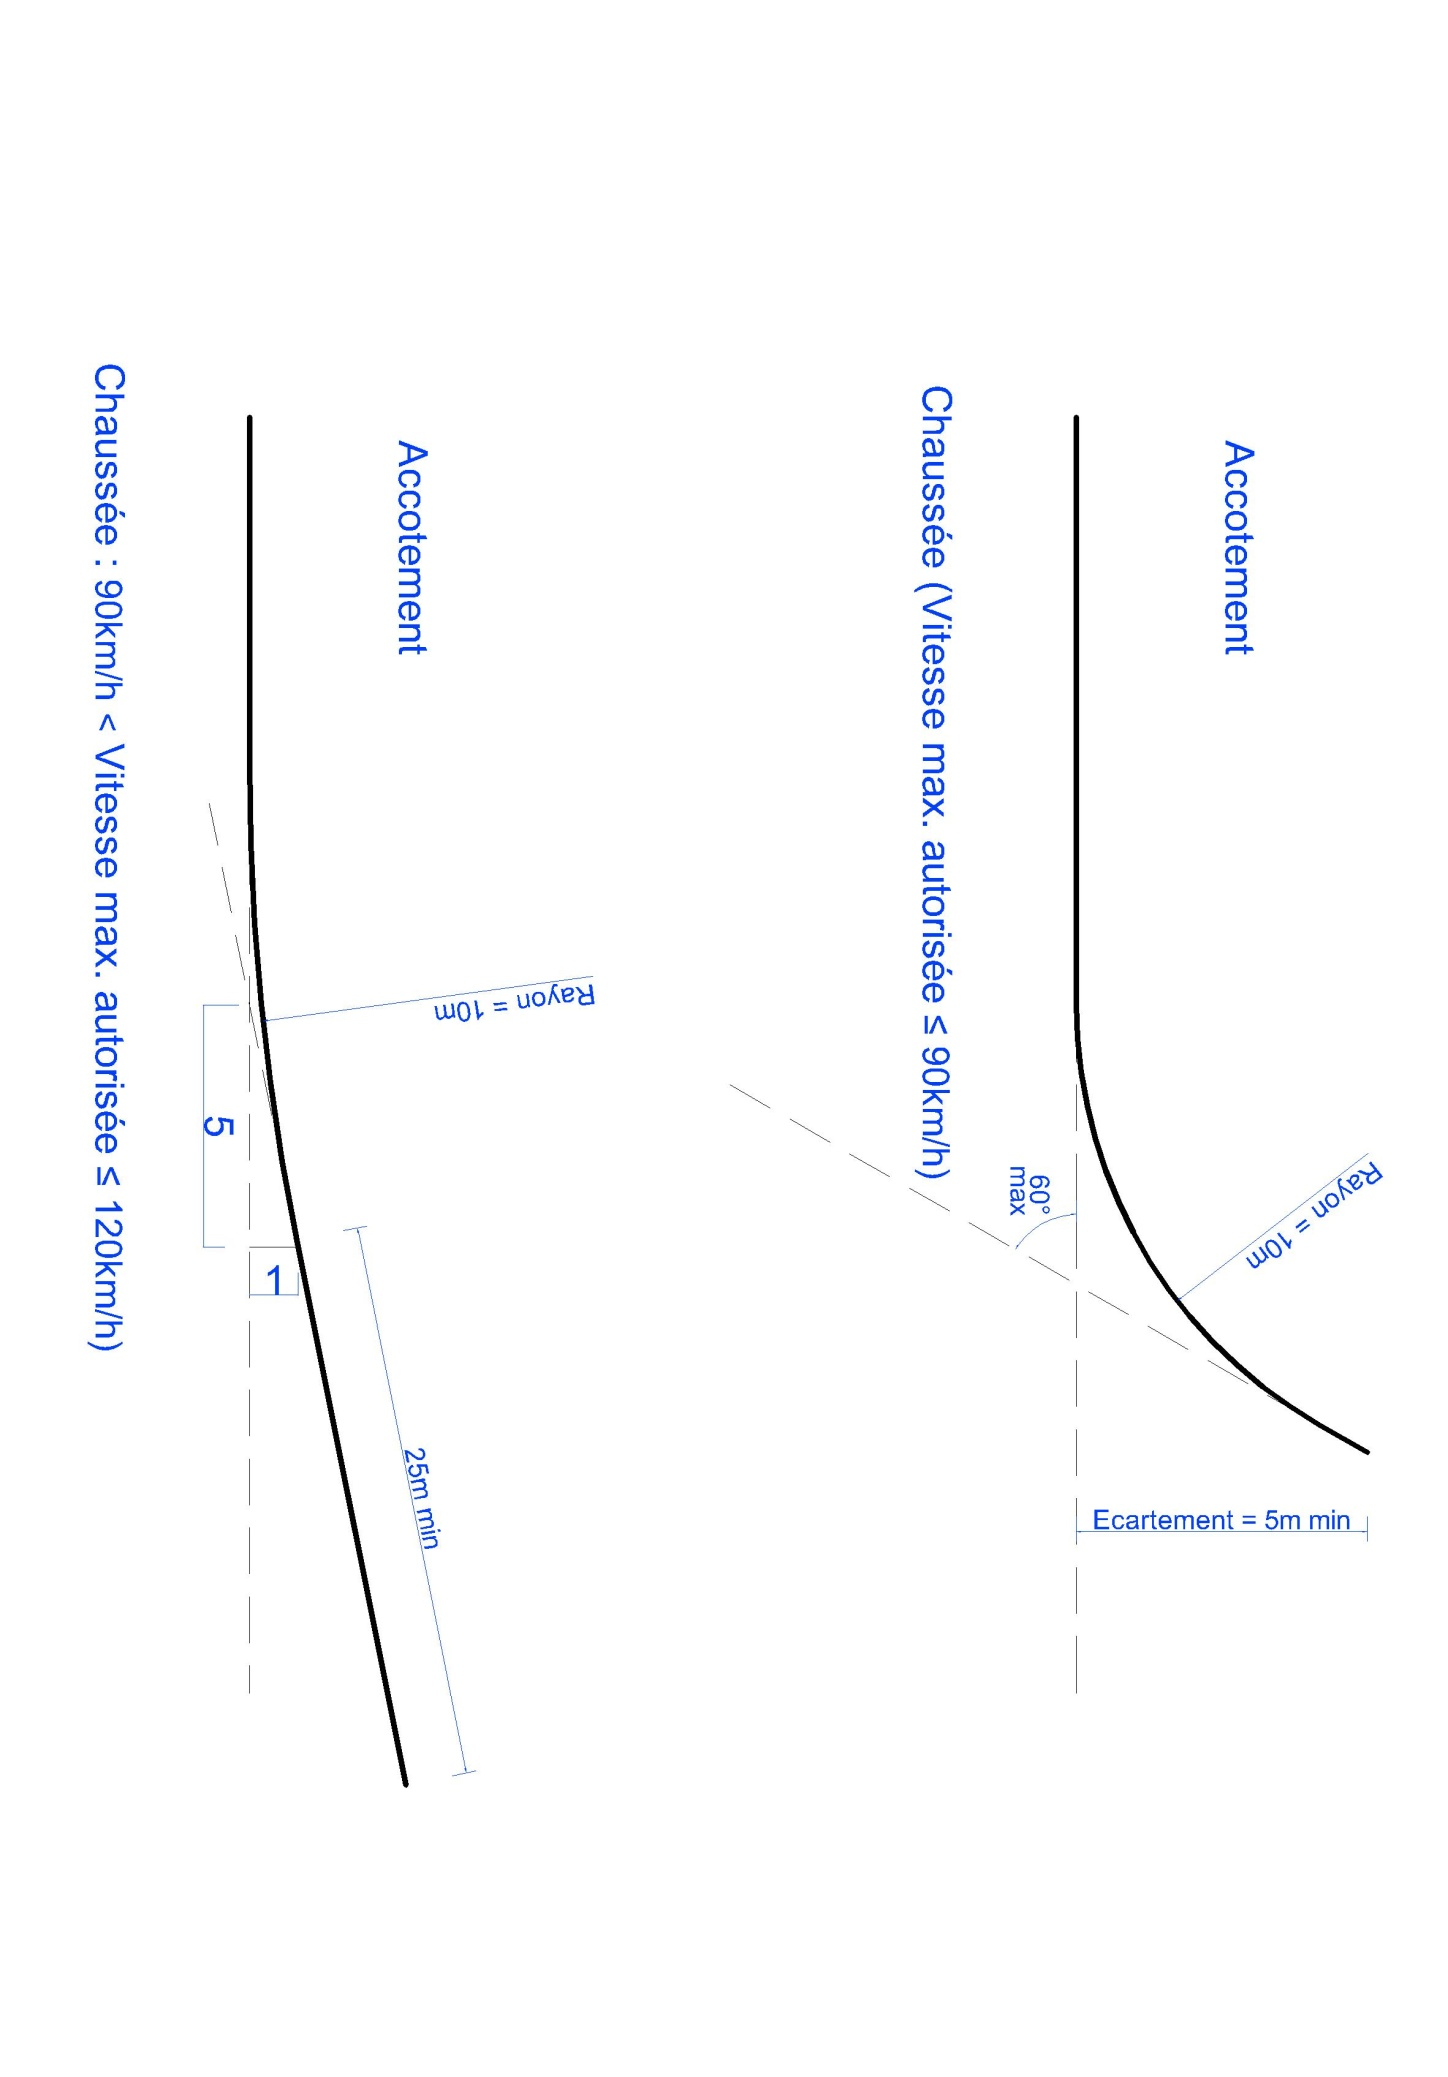 Accotement
Rayon = 10m
60°
max
Ecartement = 5m min
Chaussée (Vitesse max. autorisée ≤ 90km/h)
Accotement
Rayon = 10m
25m min
5
1
Chaussée : 90km/h < Vitesse max. autorisée ≤ 120km/h)